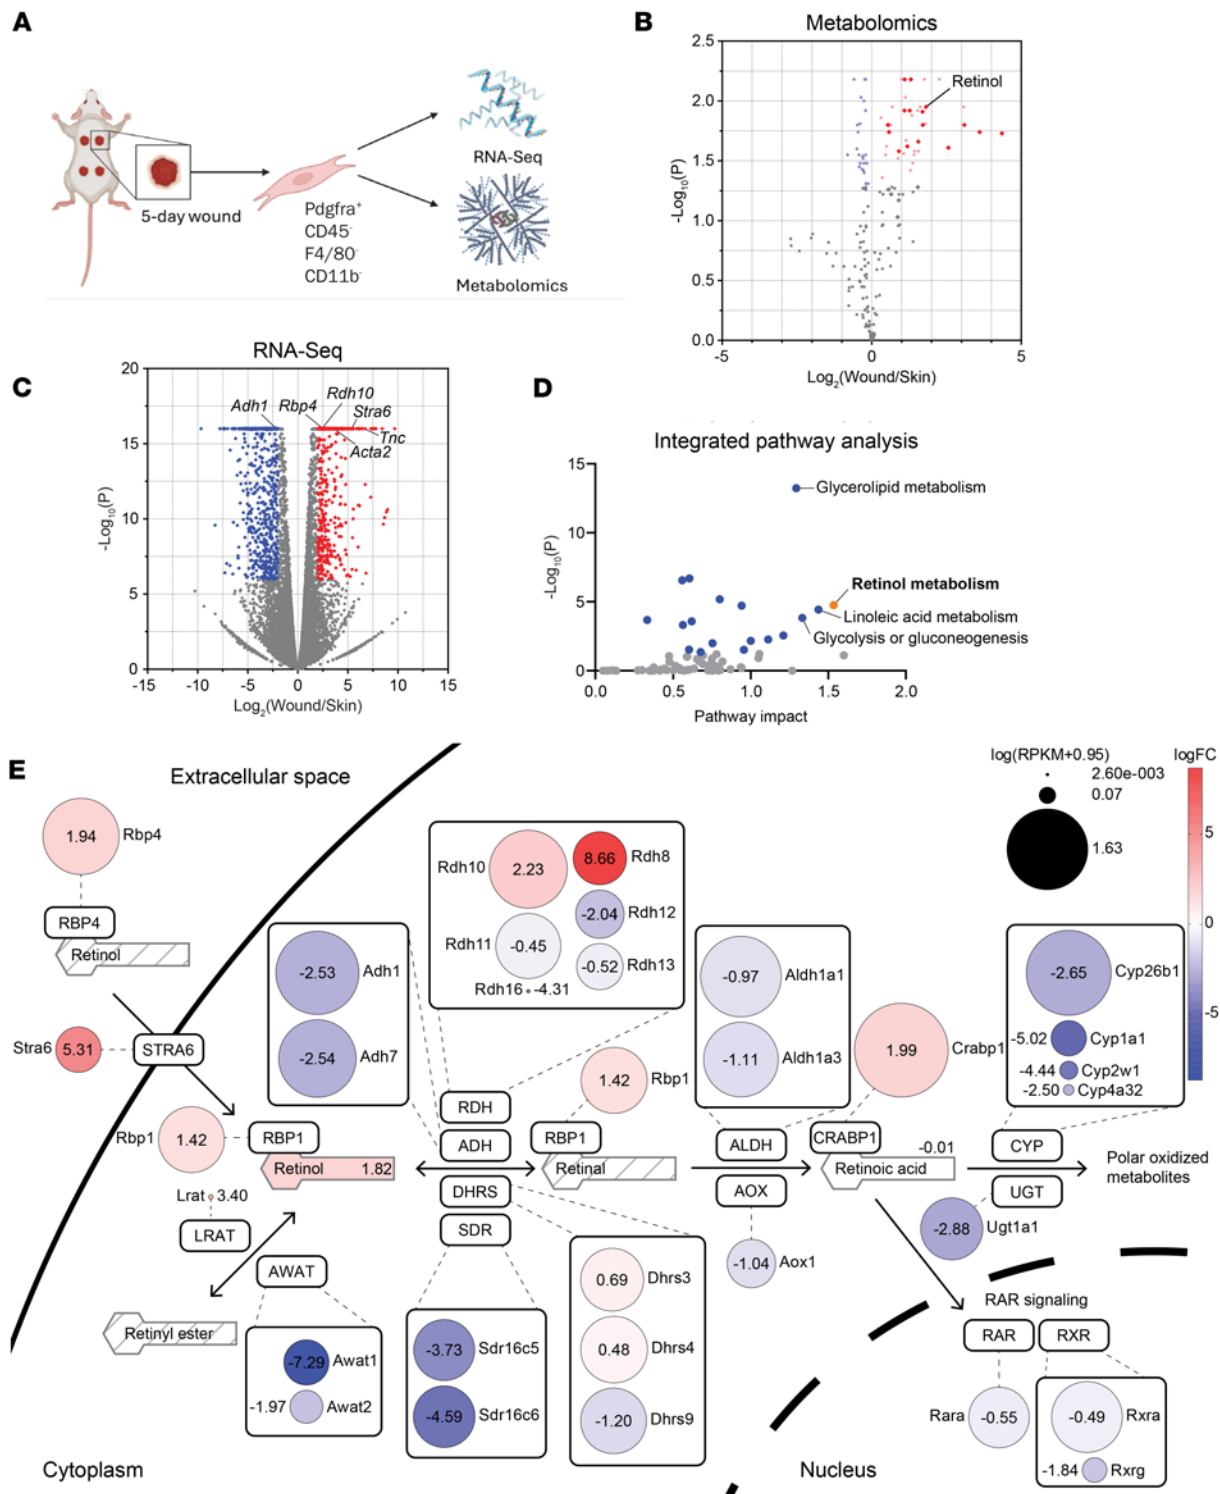 A
RNA-Seq
5-day wound
Pdgfra⁺
CD45⁻
F4/80⁻
CD11b⁻
Metabolomics
B
Metabolomics
2.5
2.0
1.5
1.0
0.5
0.0
-Log₁₀(P)
Retinol
-5
0
5
Log₂(Wound/Skin)
C
RNA-Seq
20
15
10
5
0
-Log₁₀(P)
Adh1
Rbp4
Rdh10
Stra6
Tnc
Acta2
-15
-10
-5
0
5
10
15
Log₂(Wound/Skin)
D
Integrated pathway analysis
15
10
5
0
-Log₁₀(P)
Glycerolipid metabolism
Retinol metabolism
Linoleic acid metabolism
Glycolysis or gluconeogenesis
0.0
0.5
1.0
1.5
2.0
Pathway impact
E
Extracellular space
log(RPKM+0.95)
2.60e-003
0.07
1.63
logFC
5
0
-5
1.94 Rbp4
RBP4
Retinol
Stra6 5.31
STRA6
Rbp1 1.42
RBP1
Retinol 1.82
Lrat 3.40
LRAT
AWAT
Retinyl ester
-7.29 Awat1
-1.97 Awat2
-2.53 Adh1
-2.54 Adh7
Rdh10 2.23
8.66 Rdh8
-2.04 Rdh12
Rdh11 -0.45
-0.52 Rdh13
Rdh16 -4.31
RDH
ADH
DHRS
SDR
-3.73 Sdr16c5
-4.59 Sdr16c6
0.69 Dhrs3
0.48 Dhrs4
-1.20 Dhrs9
1.42 Rbp1
RBP1
Retinal
-0.97 Aldh1a1
-1.11 Aldh1a3
ALDH
AOX
-1.04 Aox1
1.99 Crabp1
CRABP1
-0.01
Retinoic acid
-2.65 Cyp26b1
-5.02 Cyp1a1
-4.44 Cyp2w1
-2.50 Cyp4a32
CYP
UGT
-2.88 Ugt1a1
Polar oxidized
metabolites
RAR signaling
RAR
RXR
Rara -0.55
-0.49 Rxra
-1.84 Rxrg
Cytoplasm
Nucleus